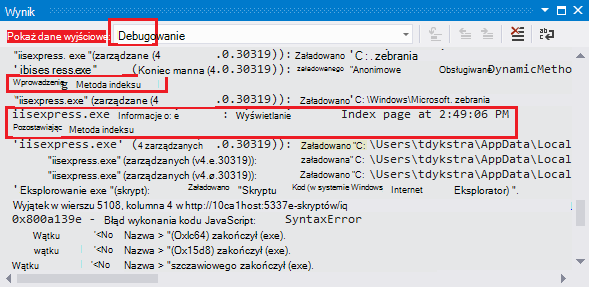 Wynik
Pokaż dane wyjściowe: Debugowanie
"iisexpress. exe "(zarządzane (4 .0.30319)): Załadowano 'C :. zebrania
'ibises ress.exe" (Koniec manna (4.0.30319)): załadowanego "Anonimowe Obsługiwane DynamicMetho
Wprowadzenie g Metoda indeksu
"iisexpress.exe" (zarządzane (4 .0.30319)): Załadowano 'C:\Windows\Microsoft. zebrania
iisexpress.exe Informacje o: e : Wyświetlanie Index page at 2:49:06 PM
Pozostawiając Metoda indeksu
'iisexpress.exe' (4 zarządzanych .0.30319)): Załadowano "C: \Users\tdykstra\AppData\Local
"iisexpress.exe" (zarządzanych (v4.ø.30319)): załadowana "C: \Users\tdykstra\AppData\Local
"iisexpress.exe" (zarządzanych (v4.ø.30319)): Załadowano "C: \Users\tdykstra\AppData\Local
' Eksplorowanie exe "(skrypt): Załadowano "Skryptu Kod (w systemie Windows Internet Eksplorator) ".
Wyjątek w wierszu 5108, kolumna 4 w http://10ca1host:5337e-skryptów/iq
0x800a139e - Błąd wykonania kodu JavaScript: SyntaxError
Wątku '<No Nazwa > "(Oxlc64) zakończył (exe).
wątku '<No Nazwa > "(0x15d8) zakończył (exe).
Wątku '<No Nazwa > "szczawiowego zakończył (exe).